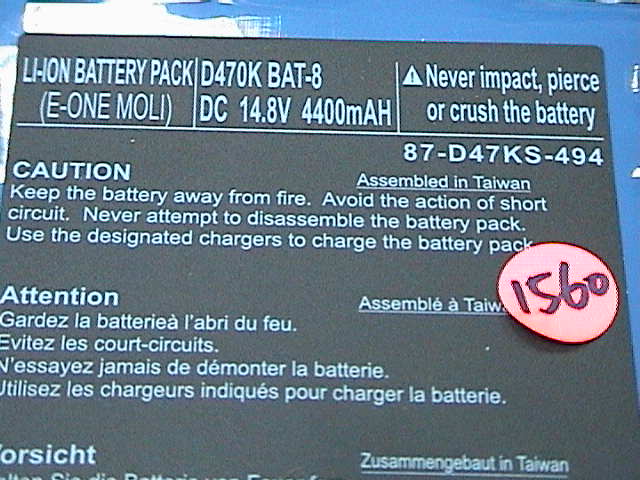 LI-ION BATTERY PACK
(E-ONE MOLI)
D470K BAT-8
DC 14.8V 4400mAH
Never impact, pierce
or crush the battery
87-D47KS-494
CAUTION
Assembled in Taiwan
Keep the battery away from fire. Avoid the action of short
circuit. Never attempt to disassemble the battery pack.
Use the designated chargers to charge the battery pack
1560
Attention
Assemblé à Taiw
Gardez la batterieà l'abri du feu.
Evitez les court-circuits.
N'essayez jamais de démonter la batterie.
Utilisez les chargeurs indiqués pour charger la batterie.
Vorsicht
Zusammengebaut in Taiwan